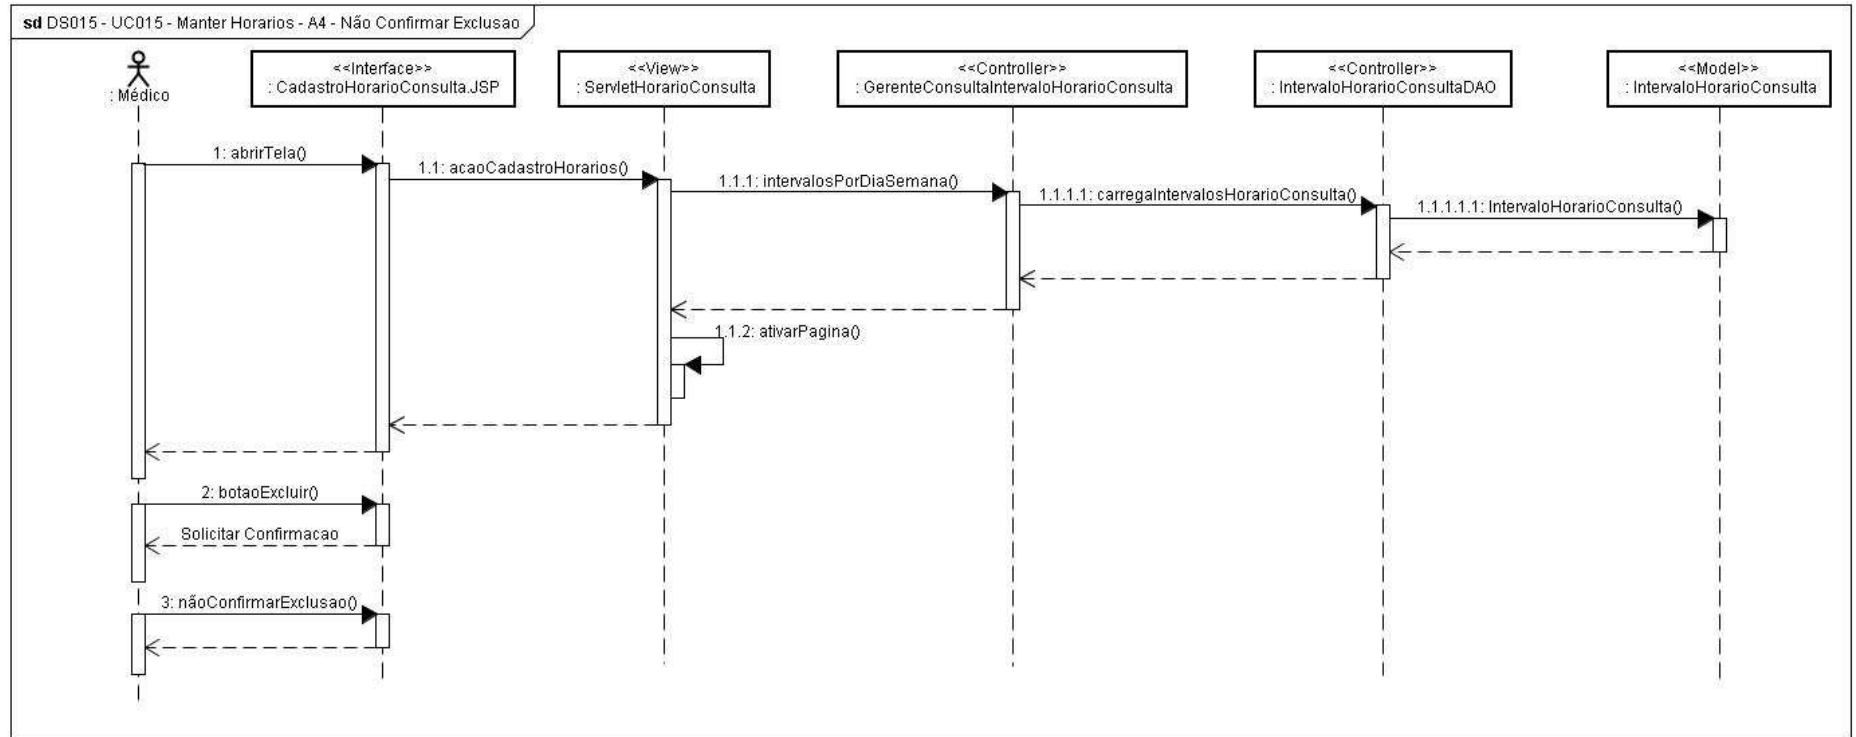 sd DS015 - UC015 - Manter Horarios - A4 - Não Confirmar Exclusao
: Médico
<<Interface>>
: CadastroHorarioConsulta.JSP
<<View>>
: ServletHorarioConsulta
<<Controller>>
: GerenteConsultaIntervaloHorarioConsulta
<<Controller>>
: IntervaloHorarioConsultaDAO
<<Model>>
: IntervaloHorarioConsulta
1: abrirTela()
1.1: acaoCadastroHorarios()
1.1.1: intervalosPorDiaSemana()
1.1.1.1: carregaIntervalosHorarioConsulta()
1.1.1.1.1: IntervaloHorarioConsulta()
1.1.2: ativarPagina()
2: botaoExcluir()
Solicitar Confirmacao
3: nãoConfirmarExclusao()